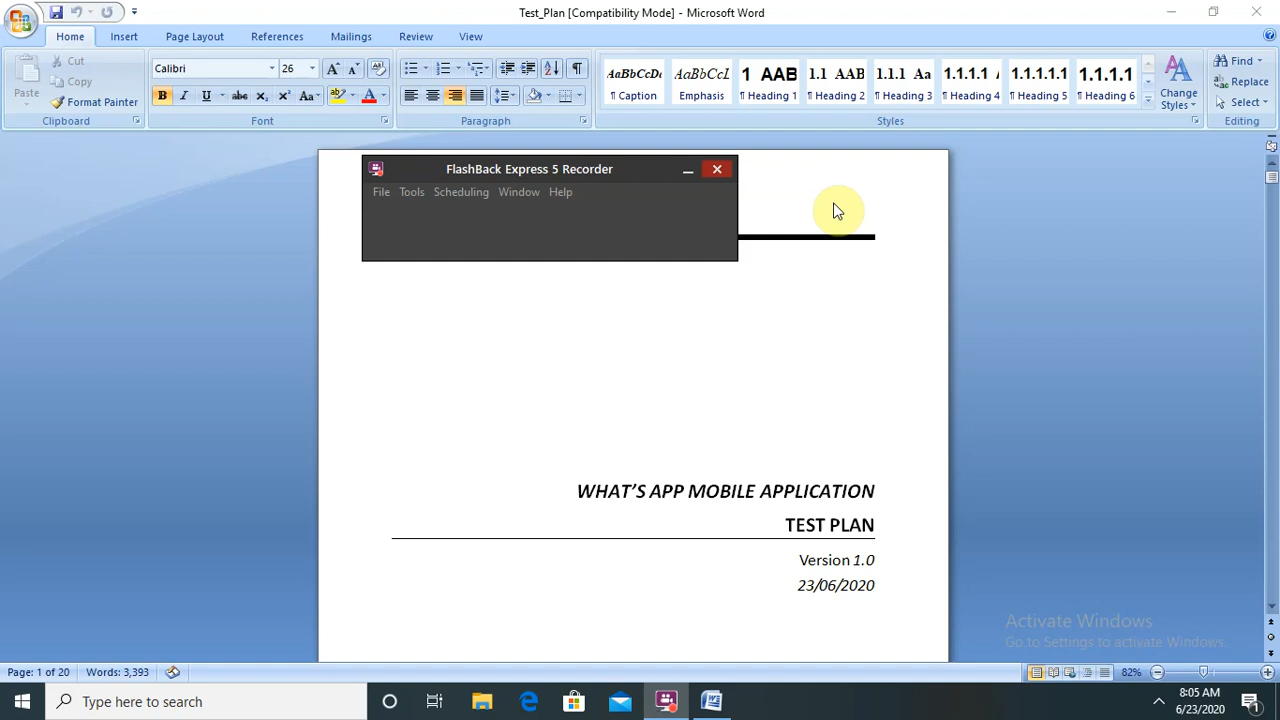 Test_Plan [Compatibility Mode] - Microsoft Word
Home Insert Page Layout References Mailings Review View
Paste
Cut
Copy
Format Painter
Clipboard
Calibri 26
B I U abc X₂ X² Aa
Font
Paragraph
AaBbCcDı AaBbCcL 1 AAB 1.1 AAB 1.1.1 Aa 1.1.1.1 1.1.1.1.1 1.1.1.1
¶ Caption Emphasis ¶ Heading 1 ¶ Heading 2 ¶ Heading 3 ¶ Heading 4 ¶ Heading 5 ¶ Heading 6
Change Styles
Styles
Find
Replace
Select
Editing
FlashBack Express 5 Recorder
File Tools Scheduling Window Help
WHAT'S APP MOBILE APPLICATION
TEST PLAN
Version 1.0
23/06/2020
Activate Windows
Go to Settings to activate Windows.
Page: 1 of 20 Words: 3,393 82%
Type here to search
8:05 AM
6/23/2020
1